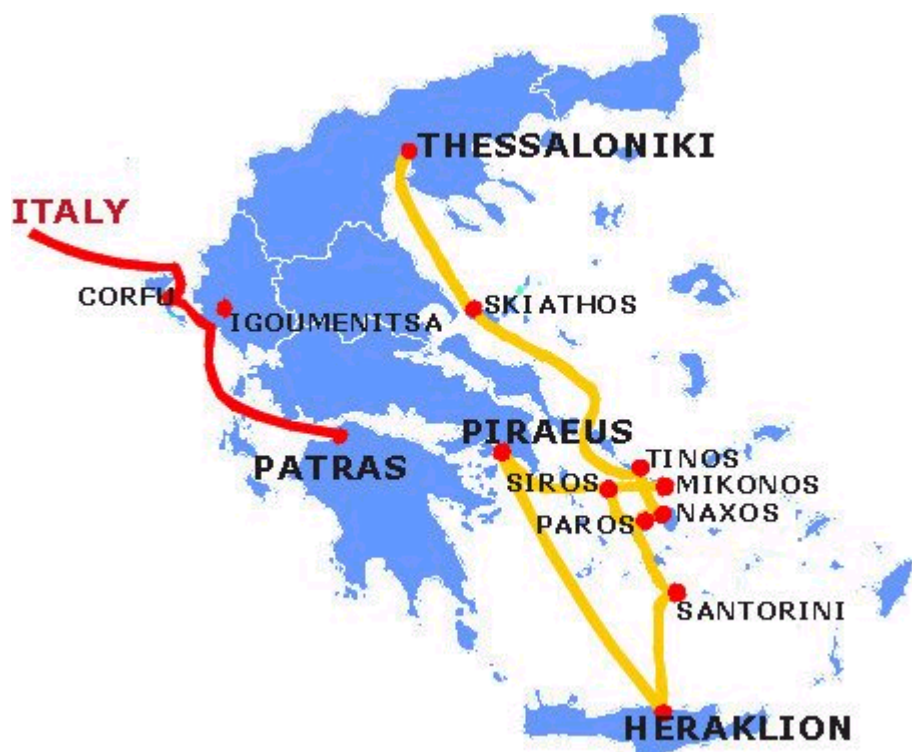 THESSALONIKI
ITALY
CORFU
SKIATHOS
IGOUMENITSA
PIRAEUS
PATRAS
TINOS
SIROS
MIKONOS
PAROS
NAXOS
SANTORINI
HERAKLION